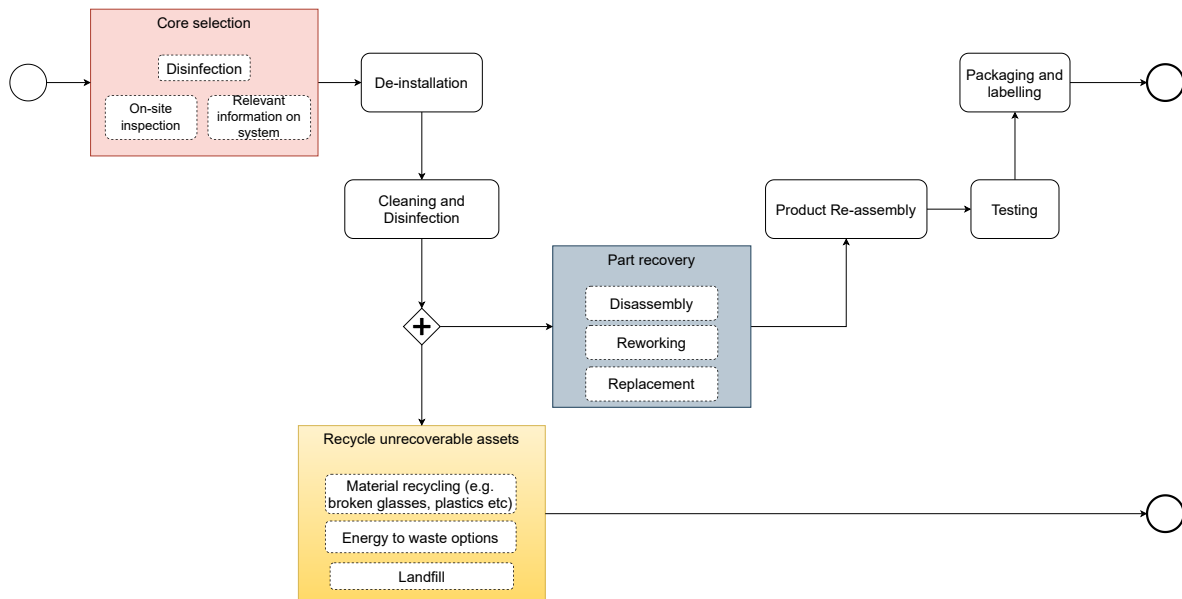 Core selection
Disinfection
On-site
inspection
Relevant
information on
system
De-installation
Packaging and
labelling
Cleaning and
Disinfection
Product Re-assembly
Testing
Part recovery
Disassembly
Reworking
Replacement
Recycle unrecoverable assets
Material recycling (e.g.
broken glasses, plastics etc)
Energy to waste options
Landfill